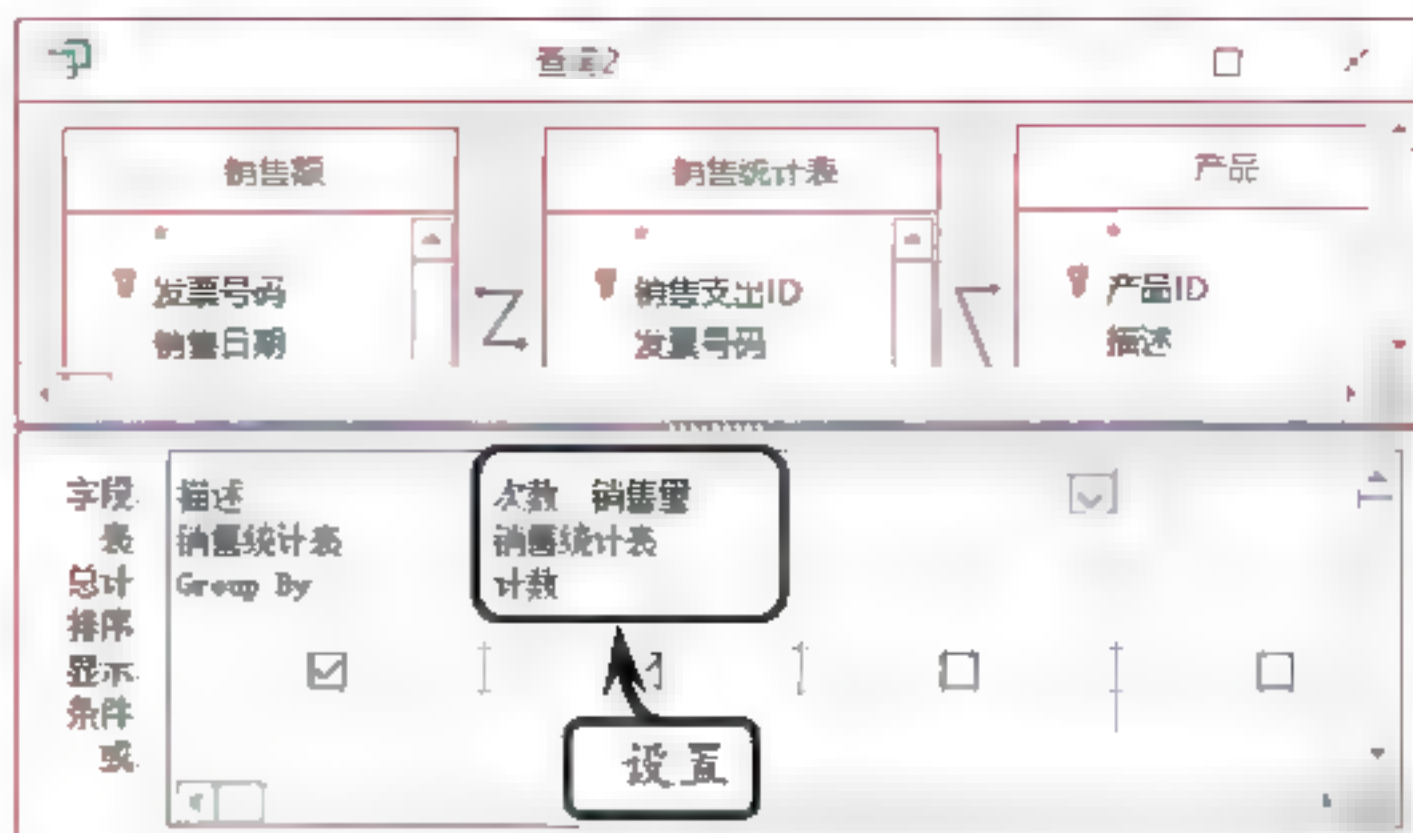 查询2
销售额
销售统计表
产品
*
*
*
发票号码
销售支出ID
产品ID
销售日期
发票号码
描述
字段 描述 次数 销售量
表 销售统计表 销售统计表
总计 Group By 计数
排序
显示
条件
或
设置